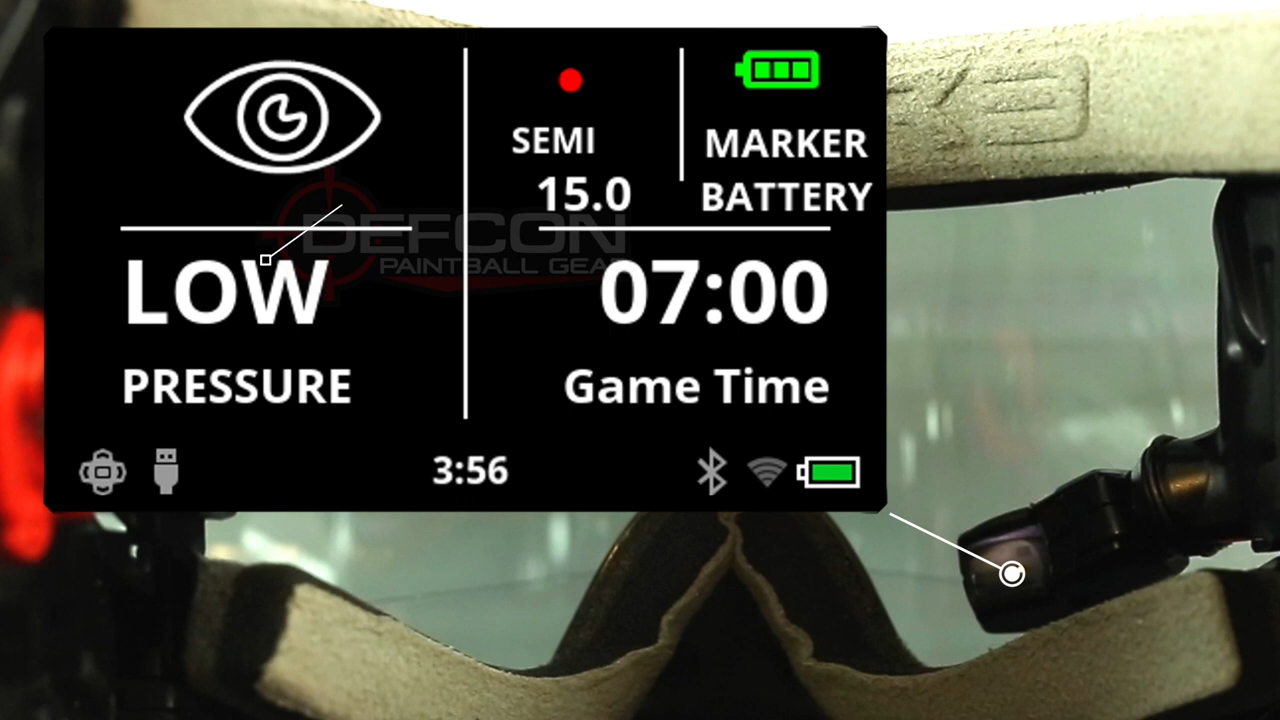 SEMI
15.0
MARKER
BATTERY
DEFCON
PAINTBALL GEAR
LOW
PRESSURE
07:00
Game Time
3:56